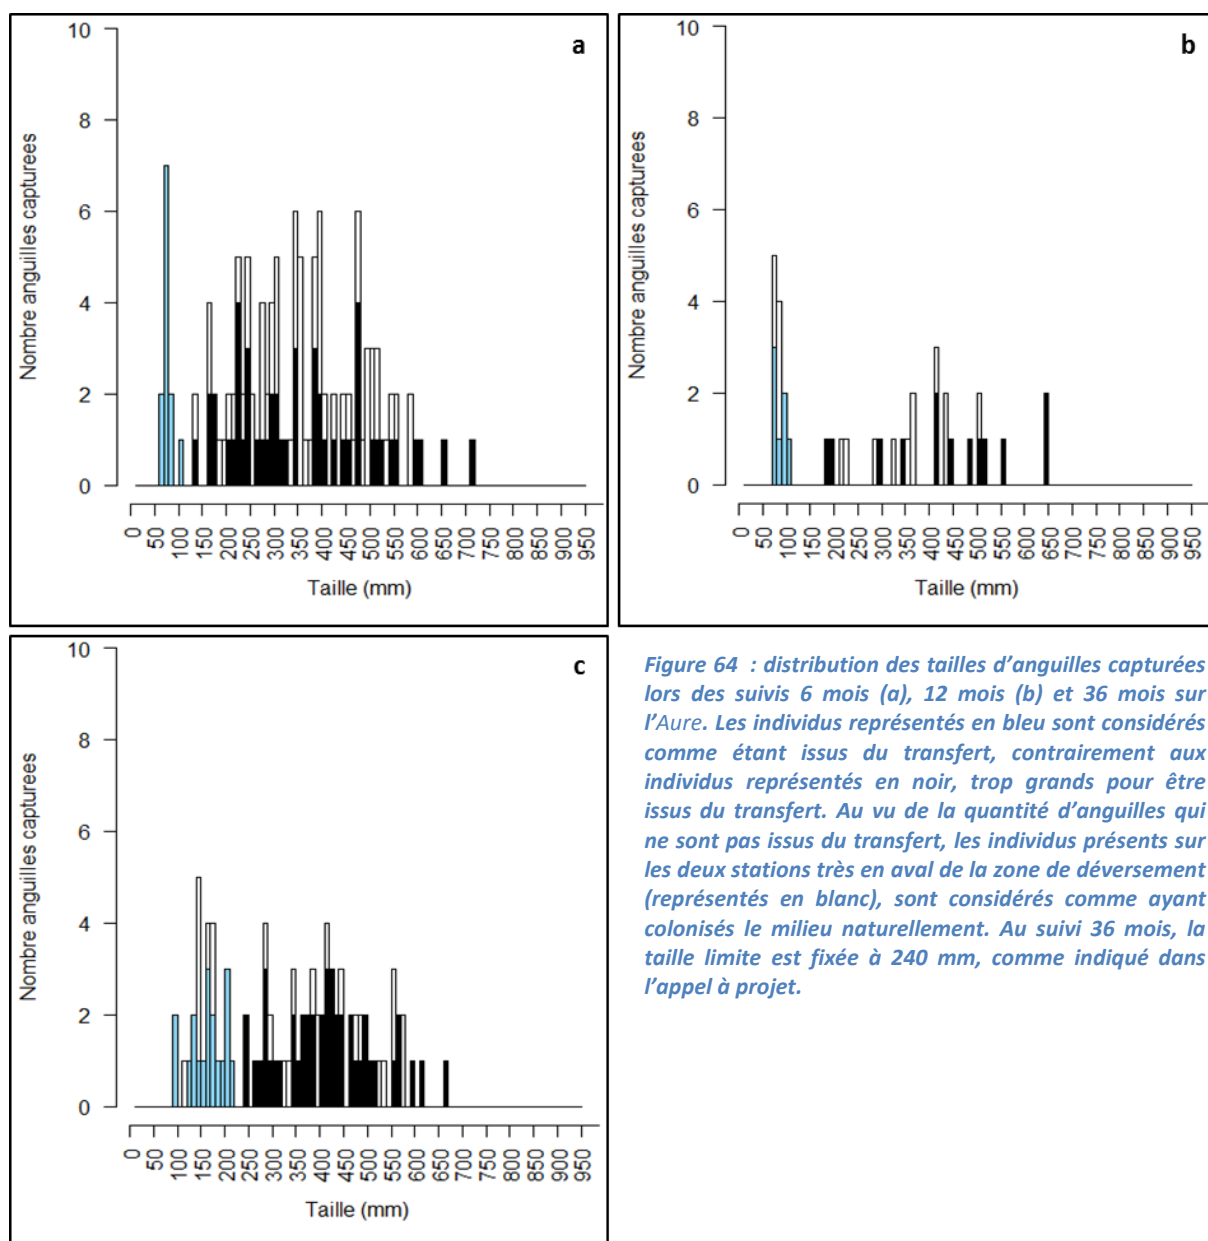 a
Nombre anguilles capturees
10
8
6
4
2
0
0 50 100 150 200 250 300 350 400 450 500 550 600 650 700 750 800 850 900 950
Taille (mm)
b
Nombre anguilles capturees
10
8
6
4
2
0
0 50 100 150 200 250 300 350 400 450 500 550 600 650 700 750 800 850 900 950
Taille (mm)
c
Nombre anguilles captures
10
8
6
4
2
0
0 50 100 150 200 250 300 350 400 450 500 550 600 650 700 750 800 850 900 950
Taille (mm)
Figure 64 : distribution des tailles d’anguilles capturées
lors des suivis 6 mois (a), 12 mois (b) et 36 mois sur
l’Aure. Les individus représentés en bleu sont considérés
comme étant issus du transfert, contrairement aux
individus représentés en noir, trop grands pour être
issus du transfert. Au vu de la quantité d’anguilles qui
ne sont pas issus du transfert, les individus présents sur
les deux stations très en aval de la zone de déversement
(représentés en blanc), sont considérés comme ayant
colonisés le milieu naturellement. Au suivi 36 mois, la
taille limite est fixée à 240 mm, comme indiqué dans
l’appel à projet.